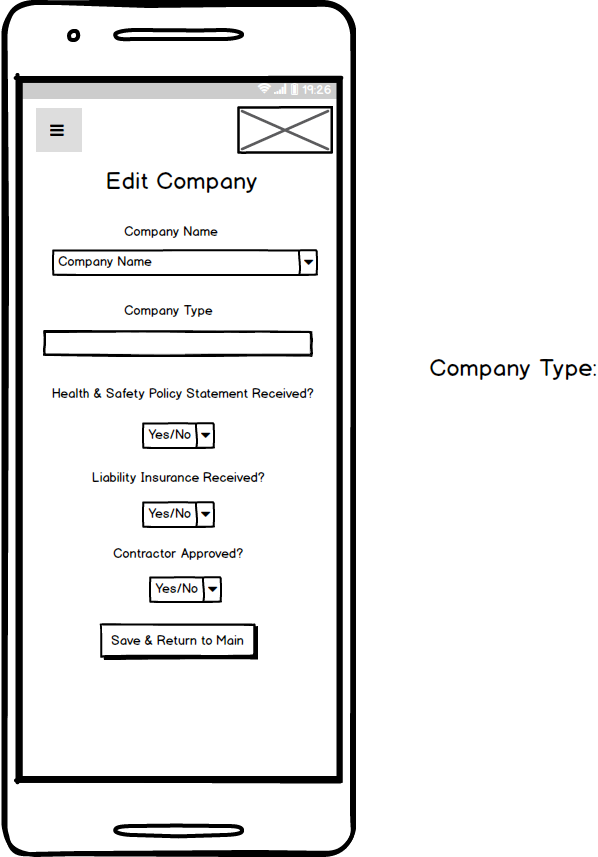 19:26
Edit Company
Company Name
Company Name
Company Type
Company Type:
Health & Safety Policy Statement Received?
Yes/No
Liability Insurance Received?
Yes/No
Contractor Approved?
Yes/No
Save & Return to Main